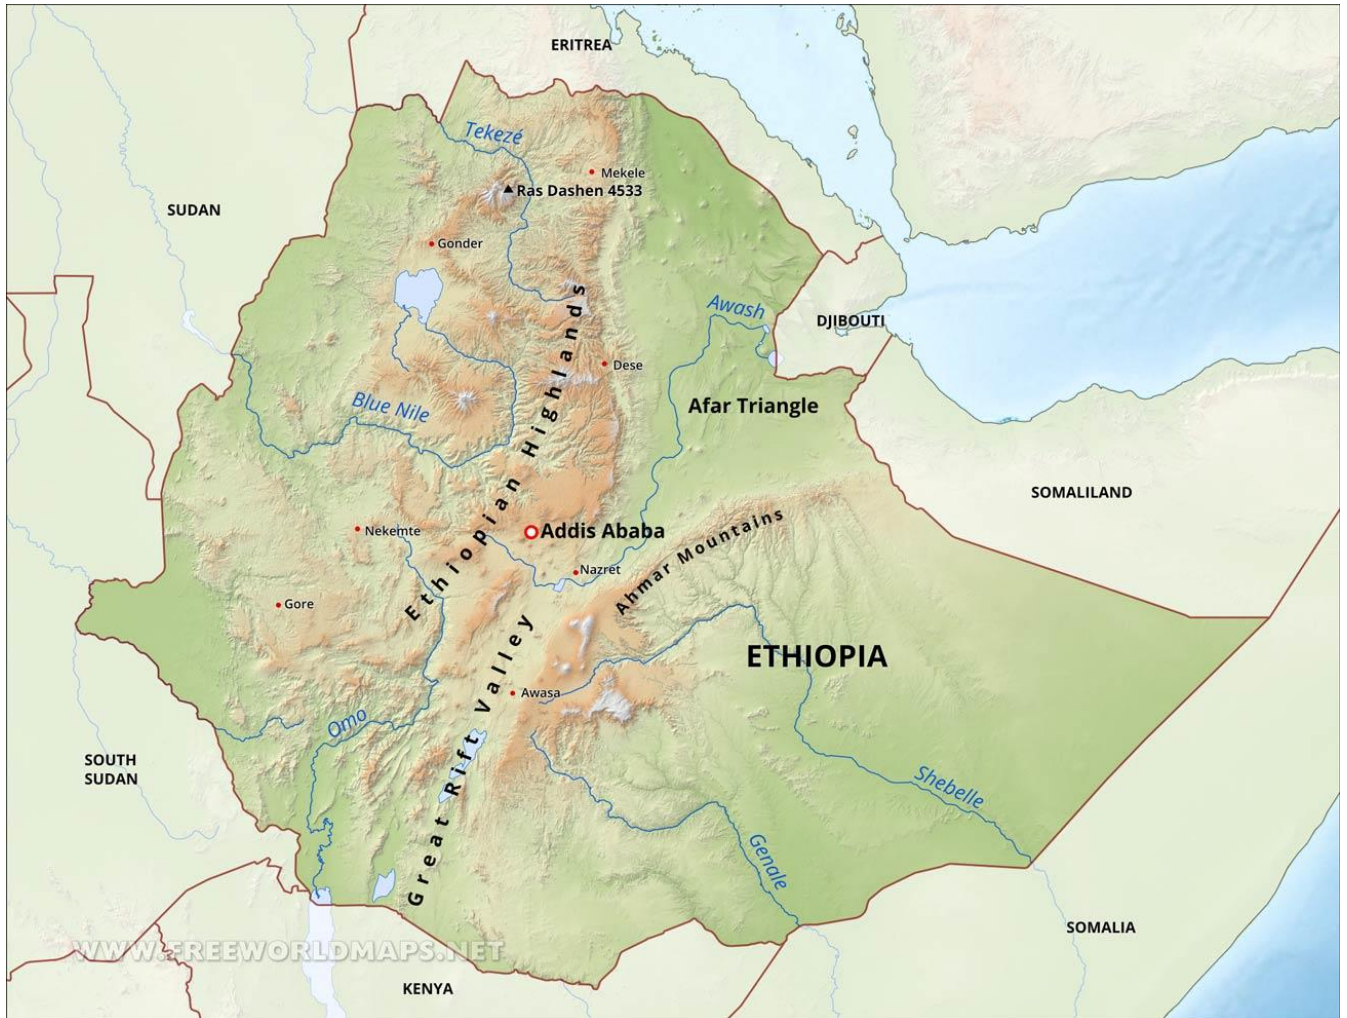 ERITREA
Tekezé
Mekele
Ras Dashen 4533
SUDAN
Gonder
Ethiopian Highlands
Awash
DJIBOUTI
Dese
Afar Triangle
Blue Nile
SOMALILAND
Nekemte
Addis Ababa
Ahmar Mountains
Nazret
Gore
Great Rift Valley
ETHIOPIA
Awasa
Omo
SOUTH
SUDAN
Shebelle
Genale
SOMALIA
WWW.FREEWORLDMAPS.NET
KENYA